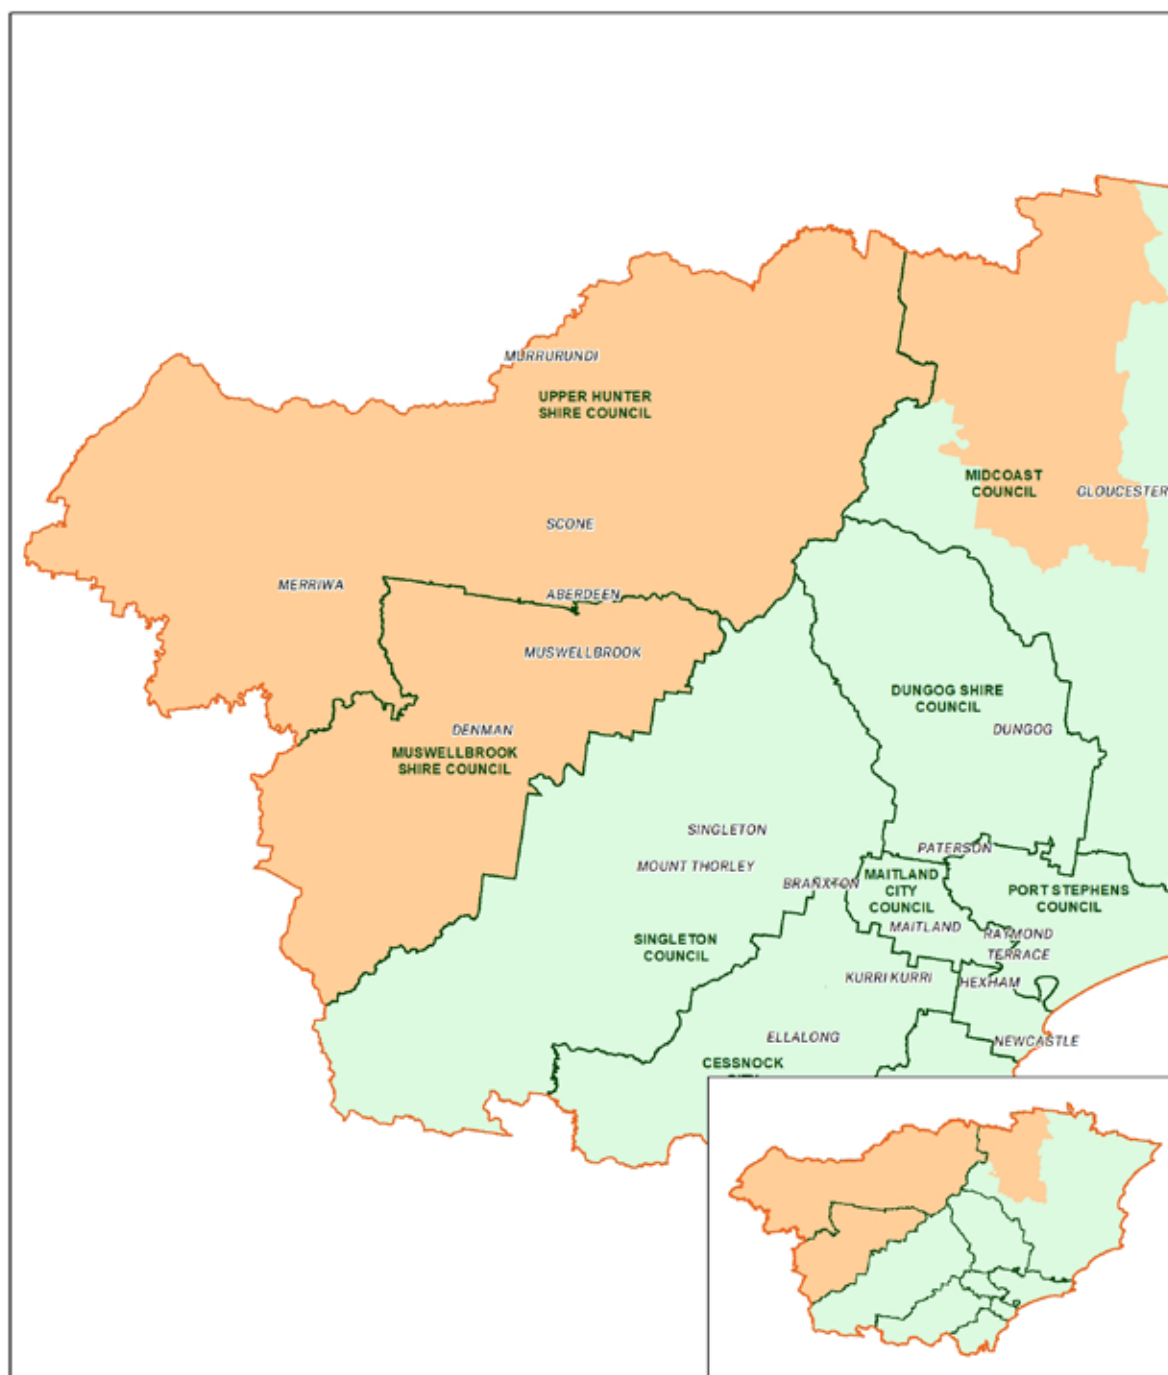 MURRURUNDI
UPPER HUNTER
SHIRE COUNCIL
MIDCOAST
COUNCIL
GLOUCESTER
SCONE
MERRIWA
ABERDEEN
MUSWELLBROOK
DUNGOG SHIRE
COUNCIL
DENMAN
DUNGOG
MUSWELLBROOK
SHIRE COUNCIL
SINGLETON
PATERSON
MOUNT THORLEY
BRANXTON
MAITLAND
CITY
COUNCIL
PORT STEPHENS
COUNCIL
MAITLAND
RAYMOND
TERRACE
SINGLETON
COUNCIL
KURRI KURRI
HEXHAM
ELLALONG
NEWCASTLE
CESSNOCK